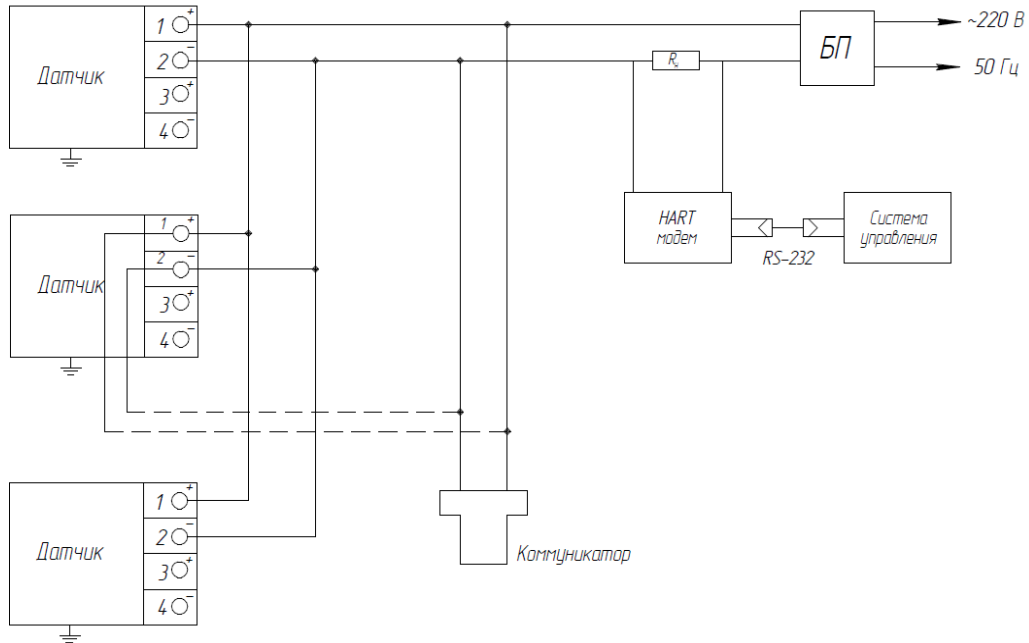 Датчик
1 +
2 –
3 +
4 –
Rн
БП
~220 В
50 Гц
Датчик
1 +
2 –
3 +
4 –
HART
модем
RS–232
Система
управления
Датчик
1 +
2 –
3 +
4 –
Коммуникатор